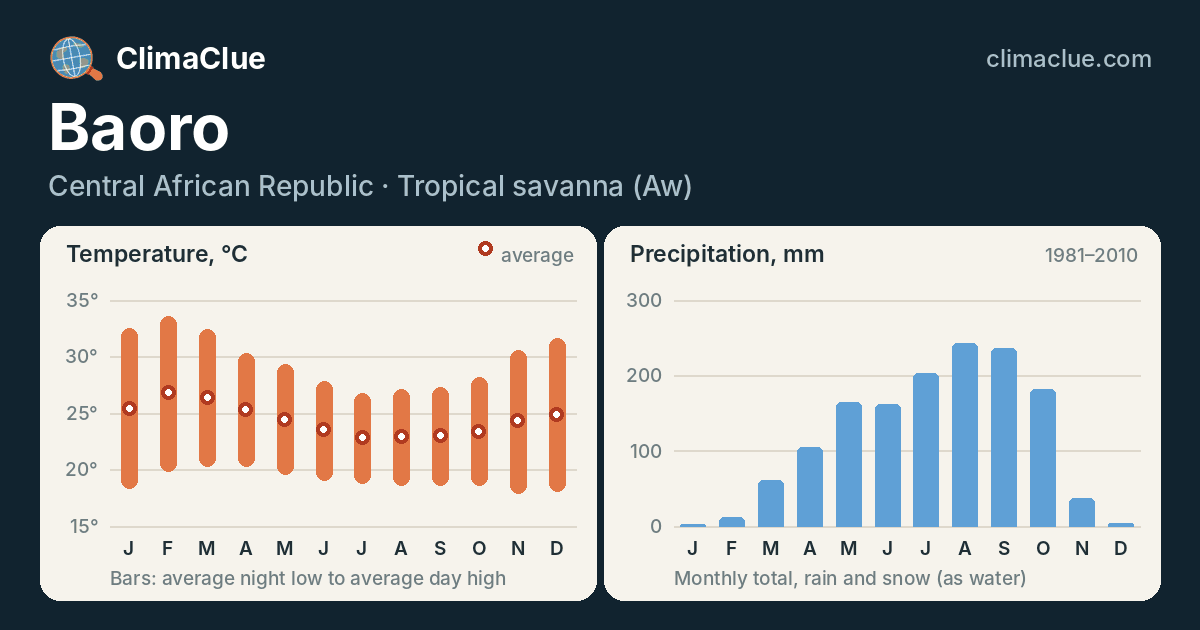 ClimaClue
climaclue.com
Baoro
Central African Republic · Tropical savanna (Aw)
Temperature, °C
average
35°
30°
25°
20°
15°
J F M A M J J A S O N D
Bars: average night low to average day high
Precipitation, mm
1981–2010
300
200
100
0
J F M A M J J A S O N D
Monthly total, rain and snow (as water)